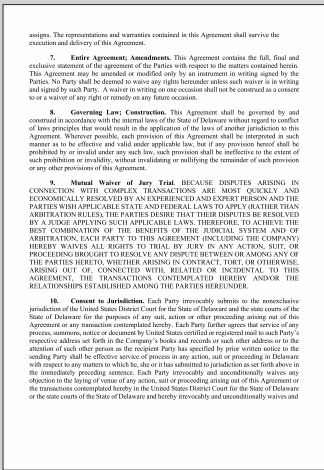 assigns. The representations and warranties contained in this Agreement shall survive the
execution and delivery of this Agreement.
7. Entire Agreement; Amendments. This Agreement contains the full, final and
exclusive statement of the agreement of the Parties with respect to the matters contained herein.
This Agreement may be amended or modified only by an instrument in writing signed by the
Parties. No Party shall be deemed to waive any rights hereunder unless such waiver is in writing
and signed by such Party. A waiver in writing on one occasion shall not be construed as a consent
to or a waiver of any right or remedy on any future occasion.
8. Governing Law; Construction. This Agreement shall be governed by and
construed in accordance with the internal laws of the State of Delaware without regard to conflict
of laws principles that would result in the application of the laws of another jurisdiction to this
Agreement. Wherever possible, each provision of this Agreement shall be interpreted in such
manner as to be effective and valid under applicable law, but if any provision hereof shall be
prohibited by or invalid under any such law, such provision shall be ineffective to the extent of
such prohibition or invalidity, without invalidating or nullifying the remainder of such provision
or any other provisions of this Agreement.
9. Mutual Waiver of Jury Trial. BECAUSE DISPUTES ARISING IN
CONNECTION WITH COMPLEX TRANSACTIONS ARE MOST QUICKLY AND
ECONOMICALLY RESOLVED BY AN EXPERIENCED AND EXPERT PERSON AND THE
PARTIES WISH APPLICABLE STATE AND FEDERAL LAWS TO APPLY (RATHER THAN
ARBITRATION RULES), THE PARTIES DESIRE THAT THEIR DISPUTES BE RESOLVED
BY A JUDGE APPLYING SUCH APPLICABLE LAWS. THEREFORE, TO ACHIEVE THE
BEST COMBINATION OF THE BENEFITS OF THE JUDICIAL SYSTEM AND OF
ARBITRATION, EACH PARTY TO THIS AGREEMENT (INCLUDING THE COMPANY)
HEREBY WAIVES ALL RIGHTS TO TRIAL BY JURY IN ANY ACTION, SUIT, OR
PROCEEDING BROUGHT TO RESOLVE ANY DISPUTE BETWEEN OR AMONG ANY OF
THE PARTIES HERETO, WHETHER ARISING IN CONTRACT, TORT, OR OTHERWISE,
ARISING OUT OF, CONNECTED WITH, RELATED OR INCIDENTAL TO THIS
AGREEMENT, THE TRANSACTIONS CONTEMPLATED HEREBY AND/OR THE
RELATIONSHIPS ESTABLISHED AMONG THE PARTIES HEREUNDER.
10. Consent to Jurisdiction. Each Party irrevocably submits to the nonexclusive
jurisdiction of the United States District Court for the State of Delaware and the state courts of the
State of Delaware for the purposes of any suit, action or other proceeding arising out of this
Agreement or any transaction contemplated hereby. Each Party further agrees that service of any
process, summons, notice or document by United States certified or registered mail to such Party's
respective address set forth in the Company's books and records or such other address or to the
attention of such other person as the recipient Party has specified by prior written notice to the
sending Party shall be effective service of process in any action, suit or proceeding in Delaware
with respect to any matters to which he, she or it has submitted to jurisdiction as set forth above in
the immediately preceding sentence. Each Party irrevocably and unconditionally waives any
objection to the laying of venue of any action, suit or proceeding arising out of this Agreement or
the transactions contemplated hereby in the United States District Court for the State of Delaware
or the state courts of the State of Delaware and hereby irrevocably and unconditionally waives and